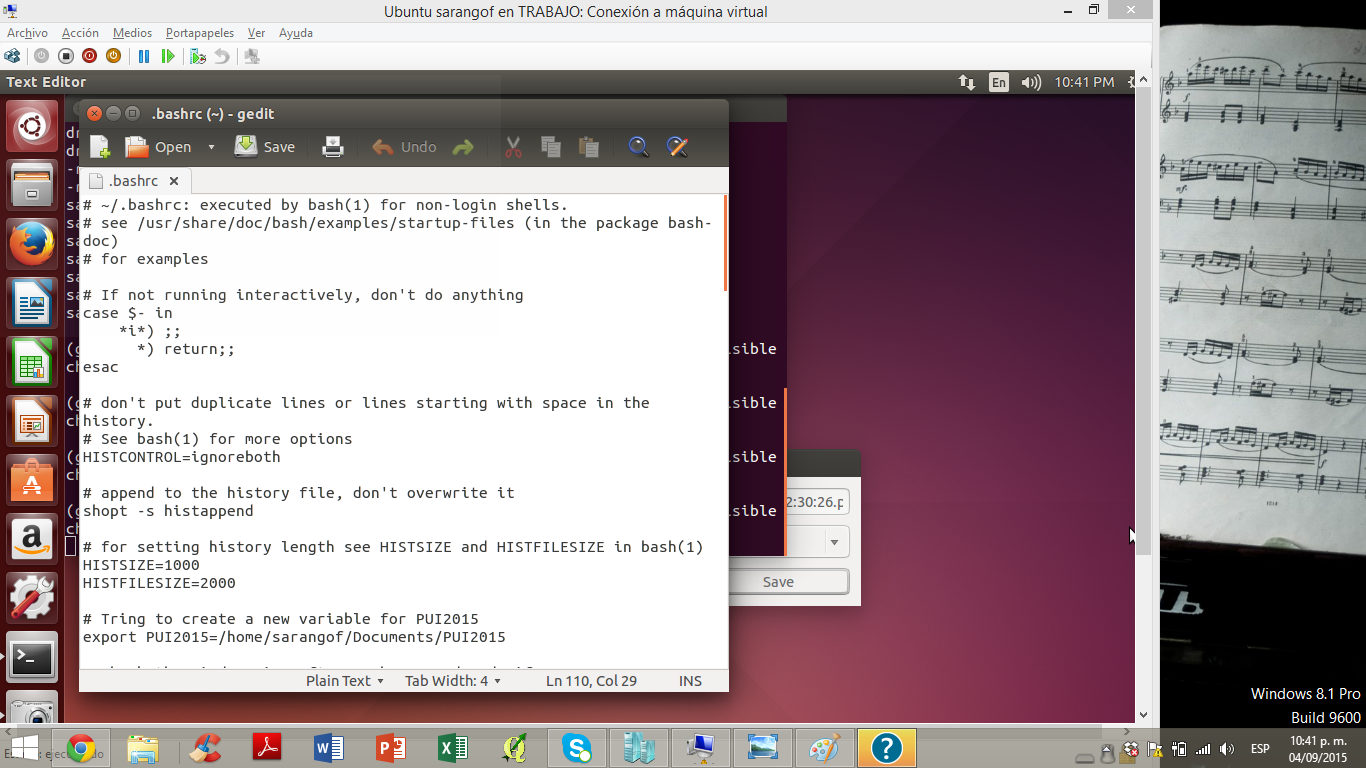 Ubuntu sarangof en TRABAJO: Conexión a máquina virtual
Archivo Acción Medios Portapapeles Ver Ayuda
Text Editor
En
10:41 PM
.bashrc (~) - gedit
Open
Save
Undo
.bashrc
# ~/.bashrc: executed by bash(1) for non-login shells.
# see /usr/share/doc/bash/examples/startup-files (in the package bash-
doc)
# for examples
# If not running interactively, don't do anything
case $- in
*i*) ;;
*) return;;
esac
# don't put duplicate lines or lines starting with space in the
history.
# See bash(1) for more options
HISTCONTROL=ignoreboth
# append to the history file, don't overwrite it
shopt -s histappend
# for setting history length see HISTSIZE and HISTFILESIZE in bash(1)
HISTSIZE=1000
HISTFILESIZE=2000
# Tring to create a new variable for PUI2015
export PUI2015=/home/sarangof/Documents/PUI2015
Plain Text Tab Width: 4 Ln 110, Col 29 INS
sible
sible
sible
sible
2:30:26.p
Save
Windows 8.1 Pro
Build 9600
ESP
10:41 p. m.
04/09/2015